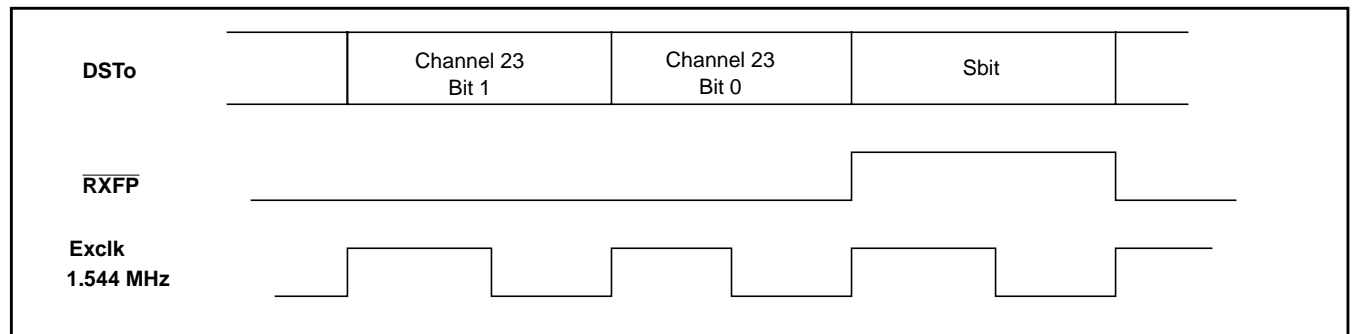 DSTo
Channel 23
Bit 1
Channel 23
Bit 0
Sbit
RXFP
Exclk
1.544 MHz